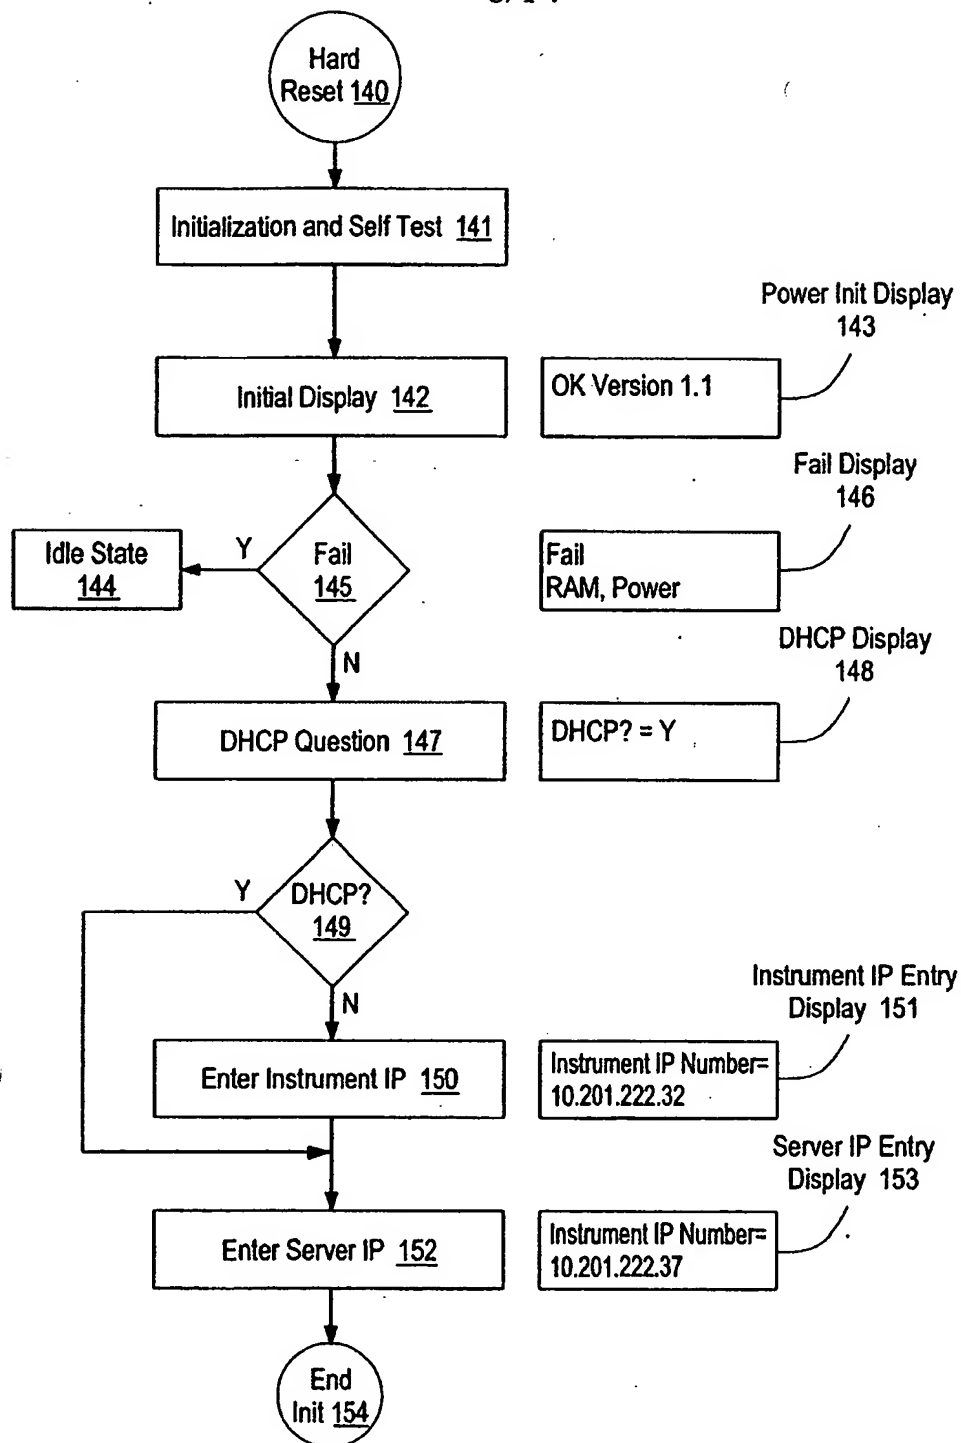 Hard
Reset 140
Initialization and Self Test 141
Power Init Display
143
Initial Display 142
OK Version 1.1
Fail Display
146
Idle State
144
Y
Fail
145
Fail
RAM, Power
N
DHCP Display
148
DHCP Question 147
DHCP? = Y
Y
DHCP?
149
N
Instrument IP Entry
Display 151
Enter Instrument IP 150
Instrument IP Number=
10.201.222.32
Server IP Entry
Display 153
Enter Server IP 152
Instrument IP Number=
10.201.222.37
End
Init 154